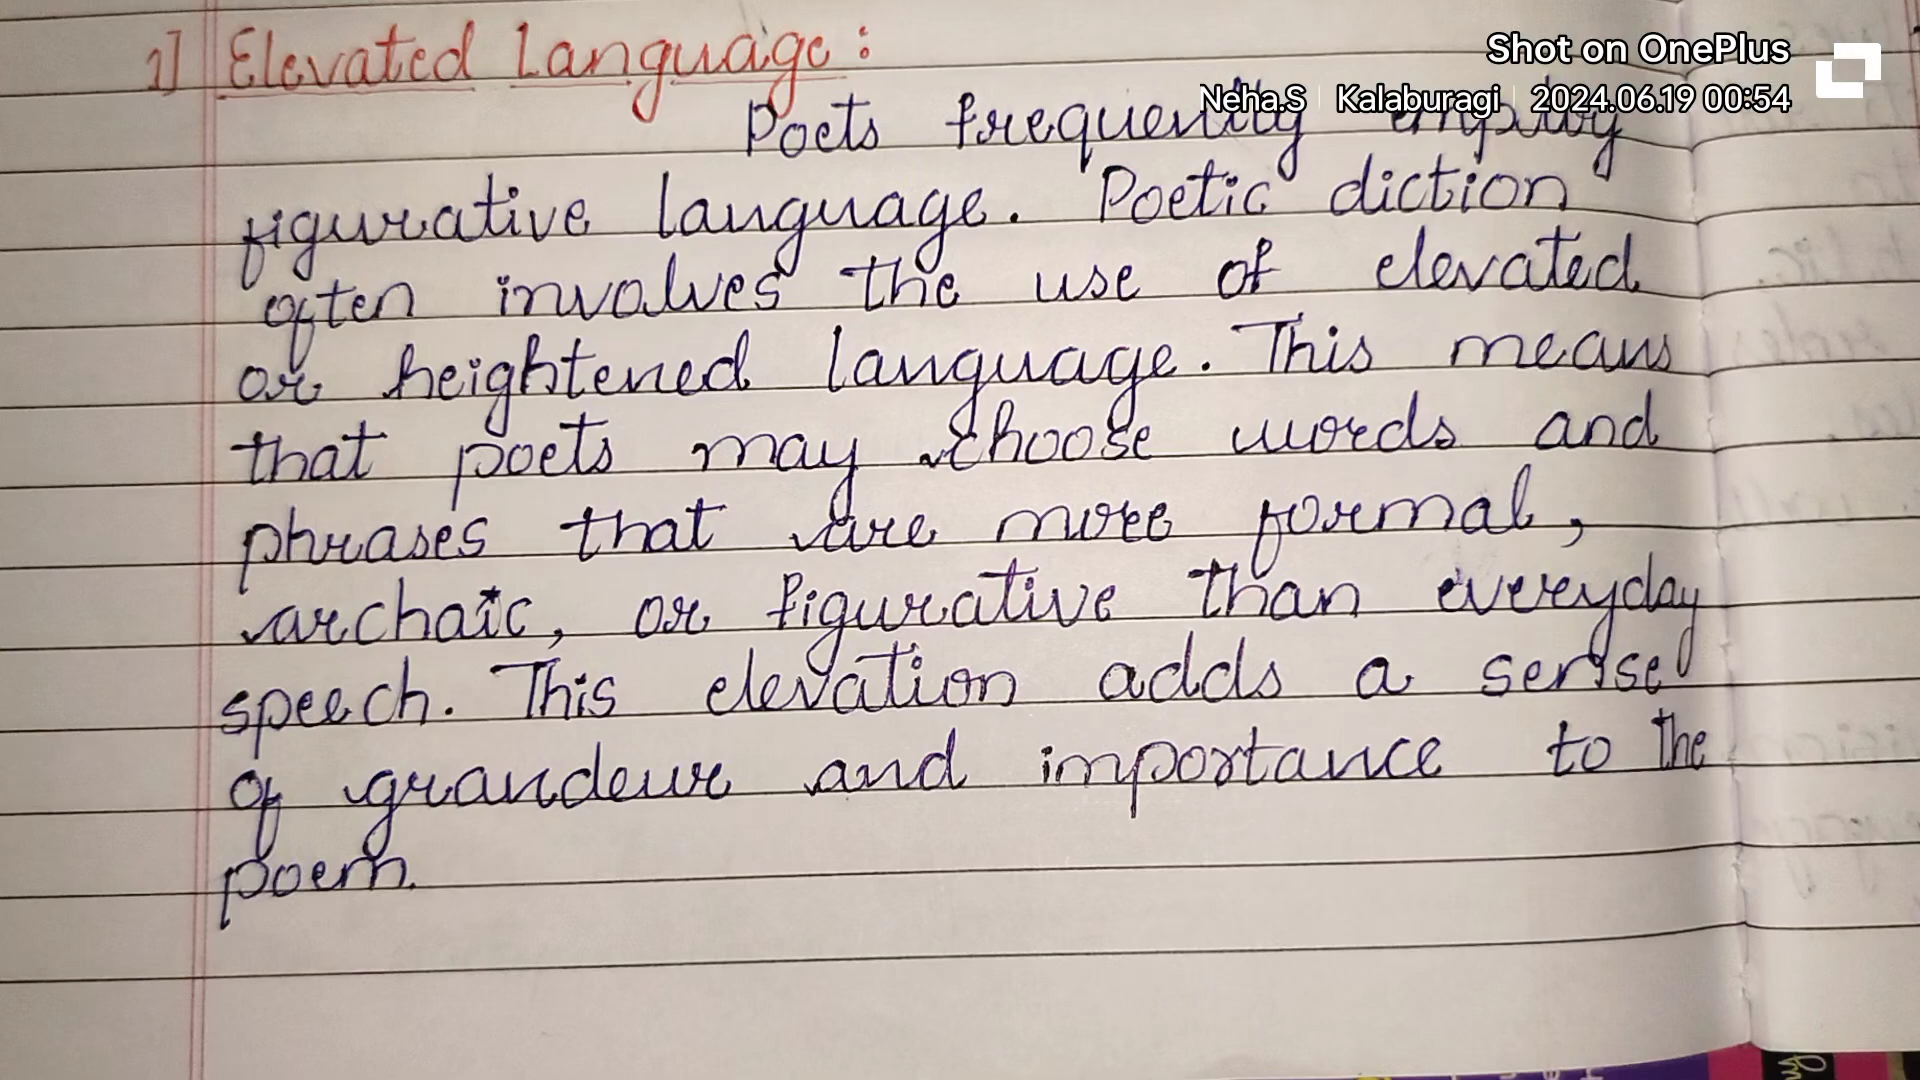 1] Elevated Language:
Shot on OnePlus
Neha.S | Kalaburagi | 2024.06.19 00:54
Poets frequently employ
figurative language. Poetic diction
often involves the use of elevated
or heightened language. This means
that poets may choose words and
phrases that are more formal,
archaic, or figurative than everyday
speech. This elevation adds a sense
of grandeur and importance to the
poem.